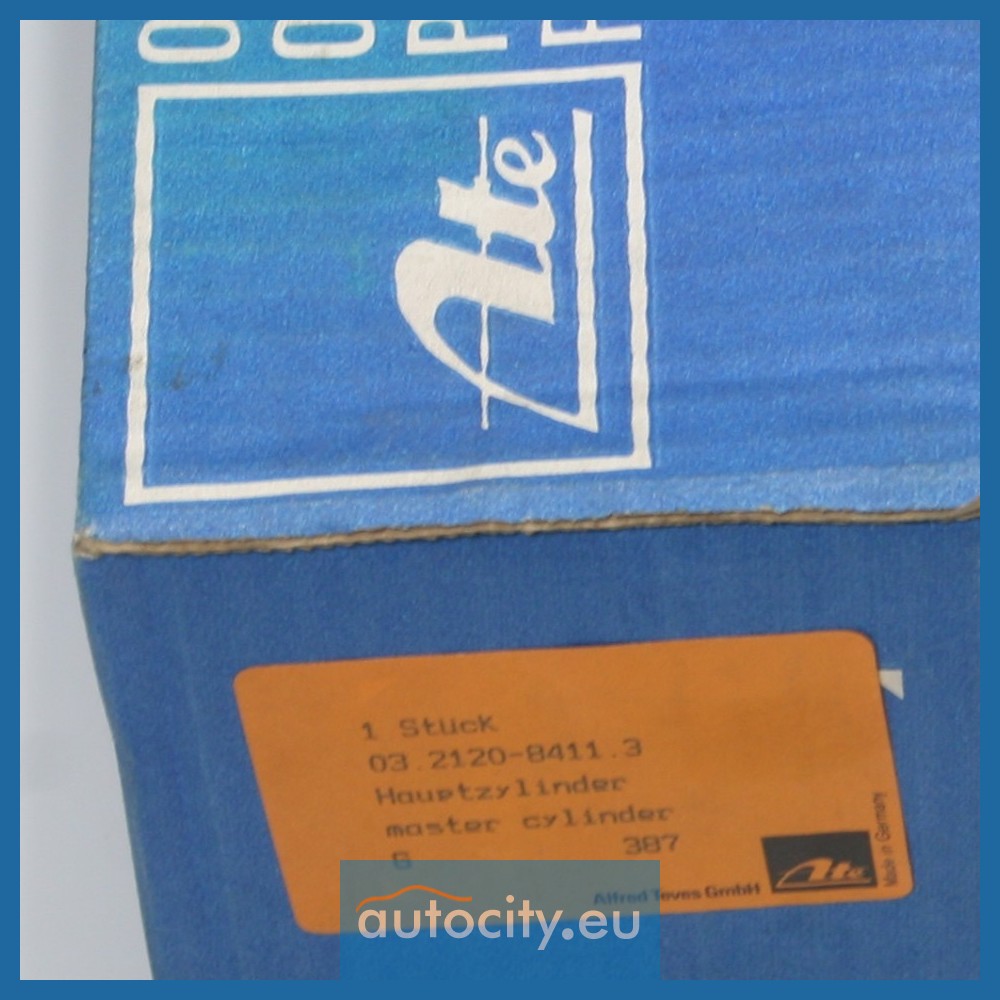 Ate
1 Stück
03.2120-8411.3
Hauptzylinder
master cylinder
G 387
Ate
Made in Germany
Alfred Teves GmbH
autocity.eu